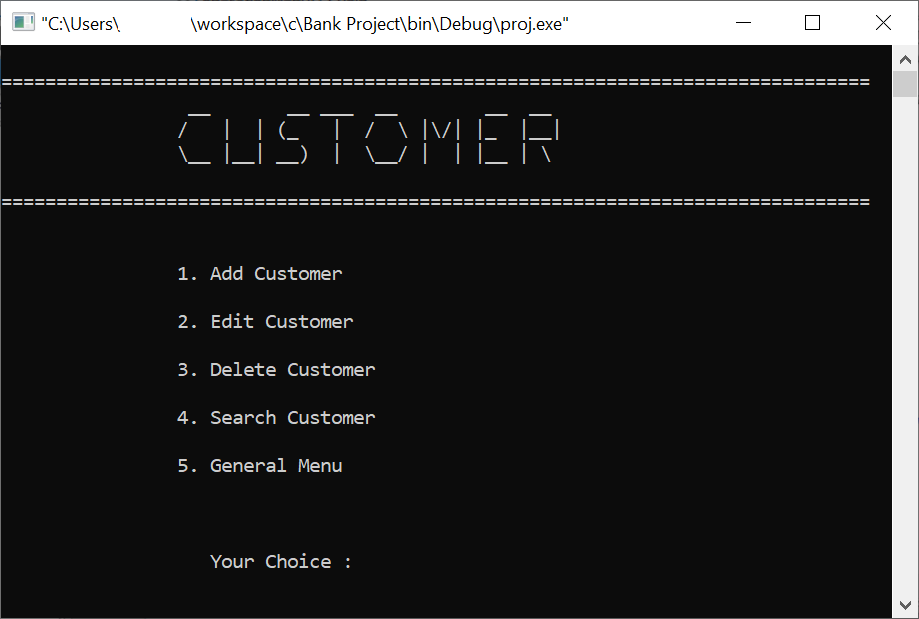 "C:\Users\ \workspace\c\Bank Project\bin\Debug\proj.exe"
===============================================================================
CUSTOMER
===============================================================================
1. Add Customer
2. Edit Customer
3. Delete Customer
4. Search Customer
5. General Menu
Your Choice :